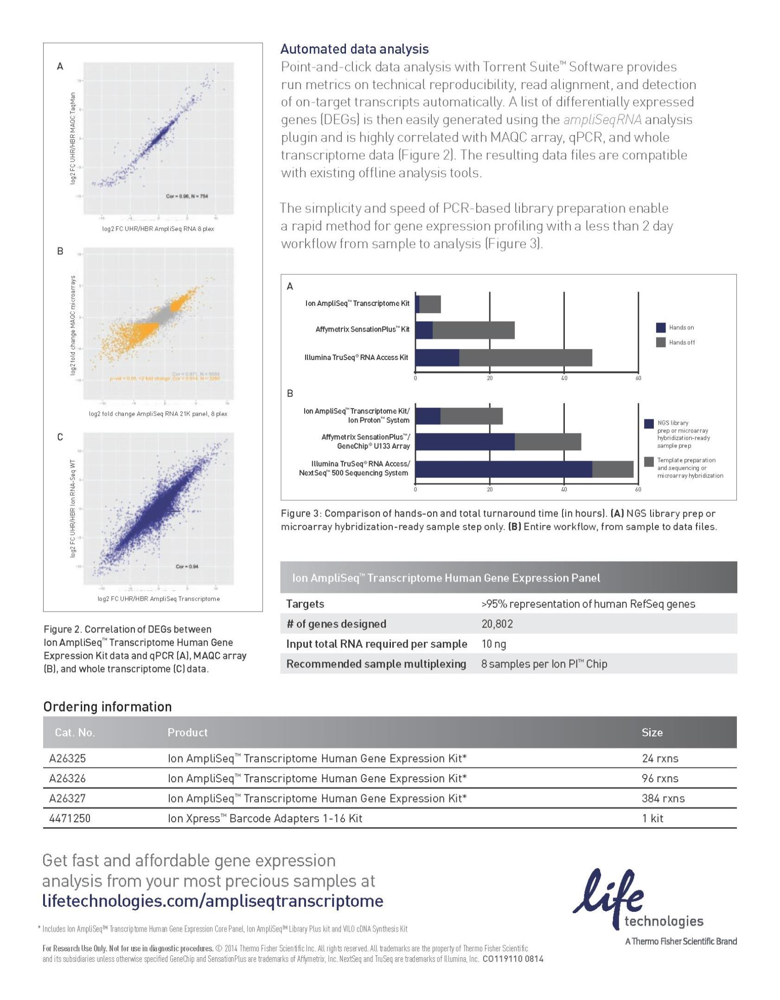 A
log2 FC UHR/HBR MAQC TaqMan
10
5
0
-5
-10
Cor = 0.96, N = 754
-10 -5 0 5 10
log2 FC UHR/HBR AmpliSeq RNA 8 plex
B
log2 fold change MAQC microarrays
Cor = 0.871, N = 9584
p-val < 0.05, >2 fold change, Cor = 0.914, N = 3280
log2 fold change AmpliSeq RNA 21K panel, 8 plex
C
log2 FC UHR/HBR Ion RNA-Seq WT
10
5
0
-5
-10
Cor = 0.94
-10 -5 0 5 10
log2 FC UHR/HBR AmpliSeq Transcriptome
Figure 2. Correlation of DEGs between
Ion AmpliSeq™ Transcriptome Human Gene
Expression Kit data and qPCR (A), MAQC array
(B), and whole transcriptome (C) data.
Automated data analysis
Point-and-click data analysis with Torrent Suite™ Software provides
run metrics on technical reproducibility, read alignment, and detection
of on-target transcripts automatically. A list of differentially expressed
genes (DEGs) is then easily generated using the ampliSeqRNA analysis
plugin and is highly correlated with MAQC array, qPCR, and whole
transcriptome data (Figure 2). The resulting data files are compatible
with existing offline analysis tools.
The simplicity and speed of PCR-based library preparation enable
a rapid method for gene expression profiling with a less than 2 day
workflow from sample to analysis (Figure 3).
A
Ion AmpliSeq™ Transcriptome Kit
Affymetrix SensationPlus™ Kit
Illumina TruSeq® RNA Access Kit
0 20 40 60
Hands on
Hands off
B
Ion AmpliSeq™ Transcriptome Kit/
Ion Proton™ System
Affymetrix SensationPlus™/
GeneChip® U133 Array
Illumina TruSeq® RNA Access/
NextSeq™ 500 Sequencing System
0 20 40 60
NGS library
prep or microarray
hybridization-ready
sample prep
Template preparation
and sequencing or
microarray hybridization
Figure 3: Comparison of hands-on and total turnaround time (in hours). (A) NGS library prep or
microarray hybridization-ready sample step only. (B) Entire workflow, from sample to data files.
Ion AmpliSeq™ Transcriptome Human Gene Expression Panel
Targets >95% representation of human RefSeq genes
# of genes designed 20,802
Input total RNA required per sample 10 ng
Recommended sample multiplexing 8 samples per Ion PI™ Chip
Ordering information
Cat. No. Product Size
A26325 Ion AmpliSeq™ Transcriptome Human Gene Expression Kit* 24 rxns
A26326 Ion AmpliSeq™ Transcriptome Human Gene Expression Kit* 96 rxns
A26327 Ion AmpliSeq™ Transcriptome Human Gene Expression Kit* 384 rxns
4471250 Ion Xpress™ Barcode Adapters 1-16 Kit 1 kit
Get fast and affordable gene expression
analysis from your most precious samples at
lifetechnologies.com/ampliseqtranscriptome
life
technologies
A Thermo Fisher Scientific Brand
* Includes Ion AmpliSeq™ Transcriptome Human Gene Expression Core Panel, Ion AmpliSeq™ Library Plus kit and VILO cDNA Synthesis Kit
For Research Use Only. Not for use in diagnostic procedures. © 2014 Thermo Fisher Scientific Inc. All rights reserved. All trademarks are the property of Thermo Fisher Scientific
and its subsidiaries unless otherwise specified GeneChip and SensationPlus are trademarks of Affymetrix, Inc. NextSeq and TruSeq are trademarks of Illumina, Inc. CO119110 0814